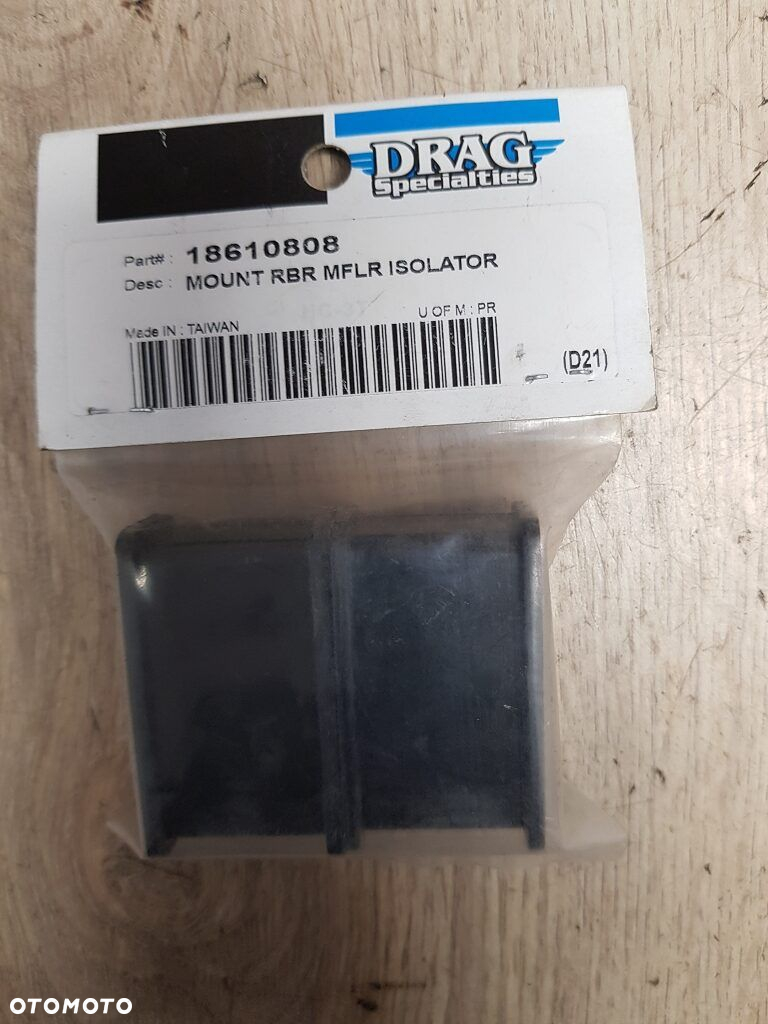 DRAG
Specialties
Part# : 18610808
Desc : MOUNT RBR MFLR ISOLATOR
U OF M : PR
Made IN : TAIWAN
(D21)
OTOMOTO